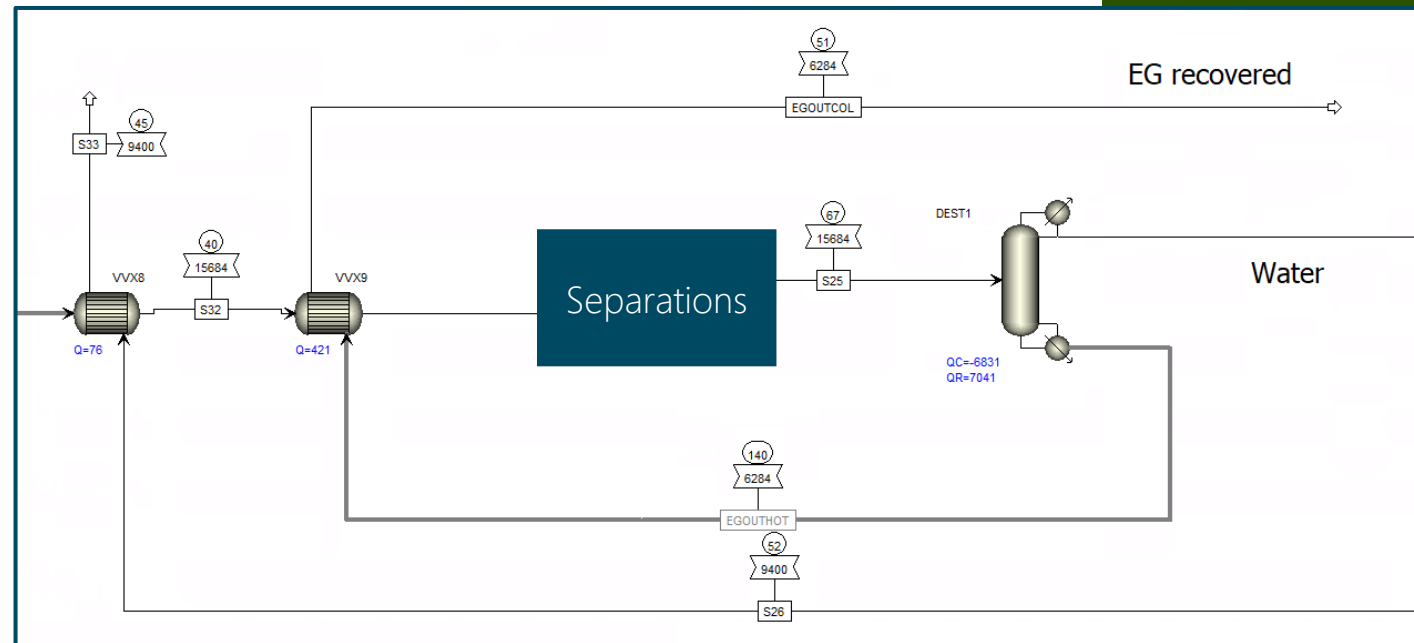 51
6284
EGOUTCOL
EG recovered
45
S33
9400
40
15684
S32
VVX8
Q=76
VVX9
Q=421
Separations
67
15684
S25
DEST1
Water
QC=-6831
QR=7041
140
6284
EGOUTHOT
52
9400
S26